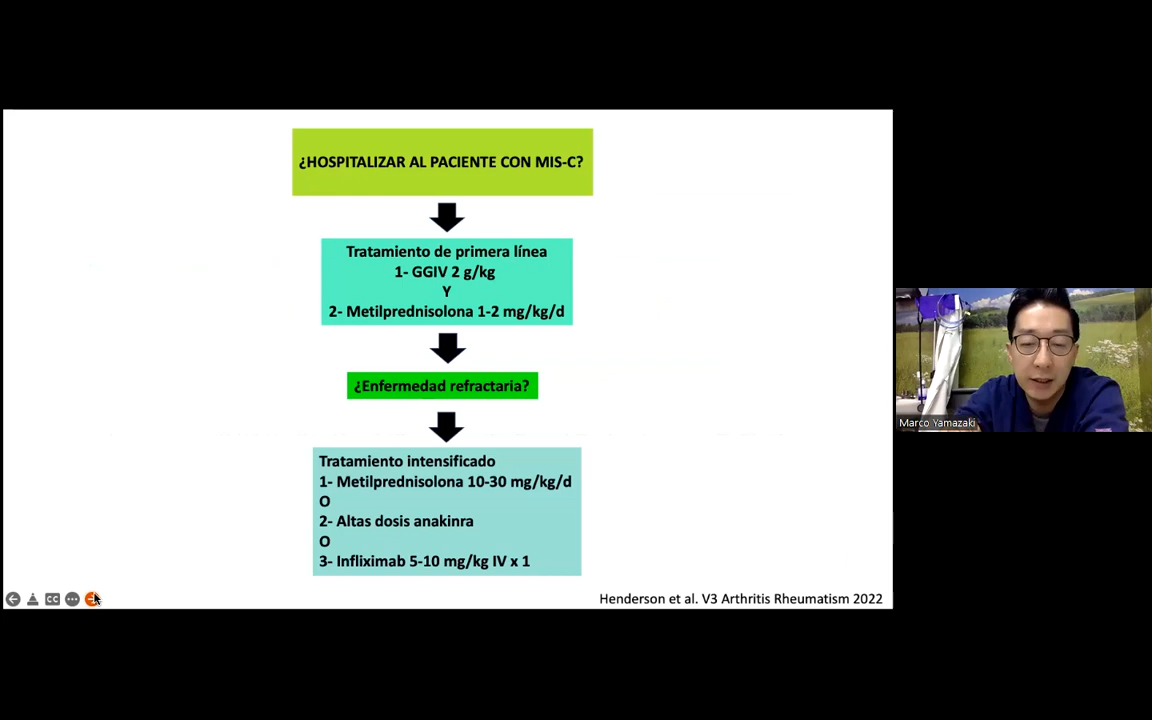 ¿HOSPITALIZAR AL PACIENTE CON MIS-C?
Tratamiento de primera línea
1- GGIV 2 g/kg
Y
2- Metilprednisolona 1-2 mg/kg/d
¿Enfermedad refractaria?
Tratamiento intensificado
1- Metilprednisolona 10-30 mg/kg/d
O
2- Altas dosis anakinra
O
3- Infliximab 5-10 mg/kg IV x 1
Henderson et al. V3 Arthritis Rheumatism 2022
CC
Marco Yamazaki